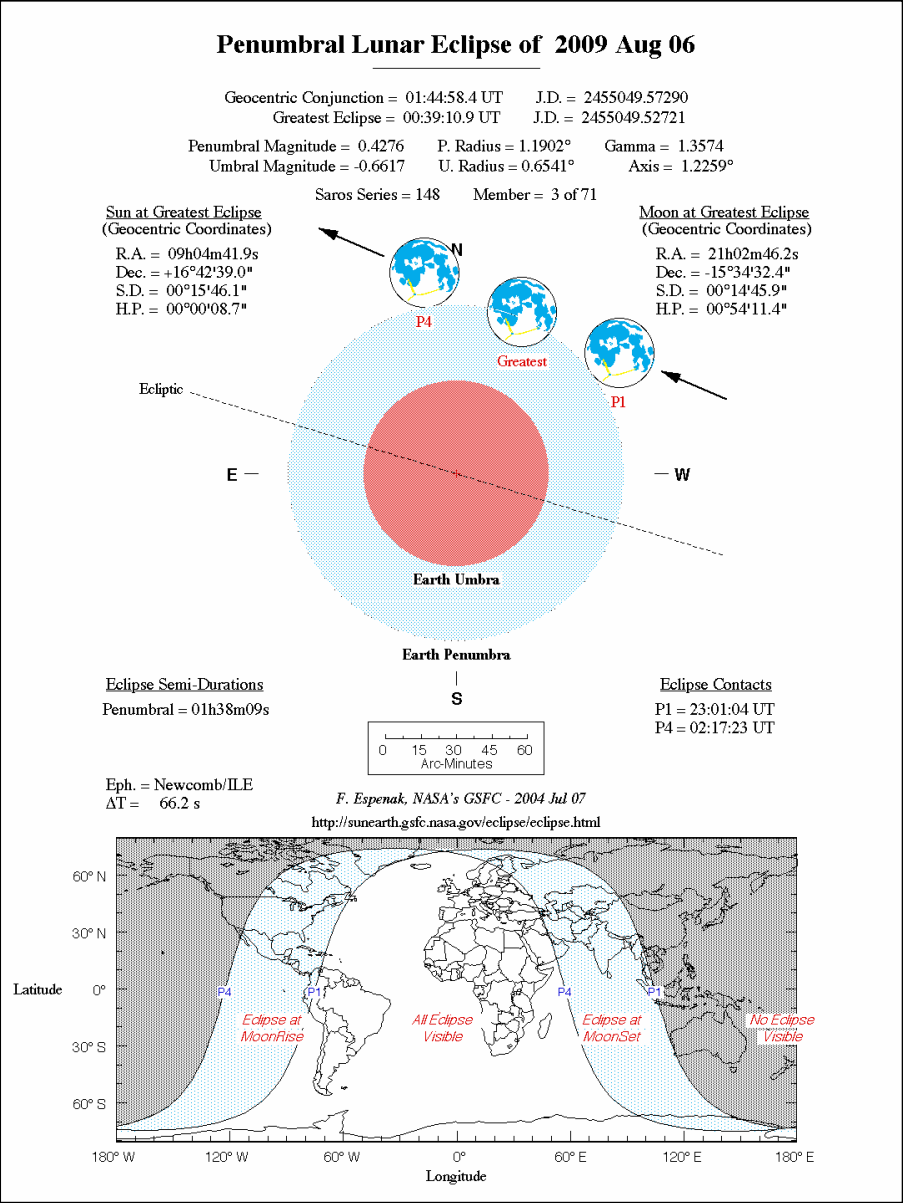 Penumbral Lunar Eclipse of 2009 Aug 06
Geocentric Conjunction = 01:44:58.4 UT J.D. = 2455049.57290
Greatest Eclipse = 00:39:10.9 UT J.D. = 2455049.52721
Penumbral Magnitude = 0.4276 P. Radius = 1.1902° Gamma = 1.3574
Umbral Magnitude = -0.6617 U. Radius = 0.6541° Axis = 1.2259°
Saros Series = 148 Member = 3 of 71
Sun at Greatest Eclipse
(Geocentric Coordinates)
R.A. = 09h04m41.9s
Dec. = +16°42'39.0"
S.D. = 00°15'46.1"
H.P. = 00°00'08.7"
Moon at Greatest Eclipse
(Geocentric Coordinates)
R.A. = 21h02m46.2s
Dec. = -15°34'32.4"
S.D. = 00°14'45.9"
H.P. = 00°54'11.4"
N
P4
Greatest
P1
Ecliptic
E
W
Earth Umbra
Earth Penumbra
S
Eclipse Semi-Durations
Penumbral = 01h38m09s
Eclipse Contacts
P1 = 23:01:04 UT
P4 = 02:17:23 UT
0 15 30 45 60
Arc-Minutes
Eph. = Newcomb/ILE
ΔT = 66.2 s
F. Espenak, NASA's GSFC - 2004 Jul 07
http://sunearth.gsfc.nasa.gov/eclipse/eclipse.html
60° N
30° N
Latitude 0°
30° S
60° S
P4 P1 P4 P1
Eclipse at
MoonRise
All Eclipse
Visible
Eclipse at
MoonSet
No Eclipse
Visible
180° W 120° W 60° W 0° 60° E 120° E 180° E
Longitude